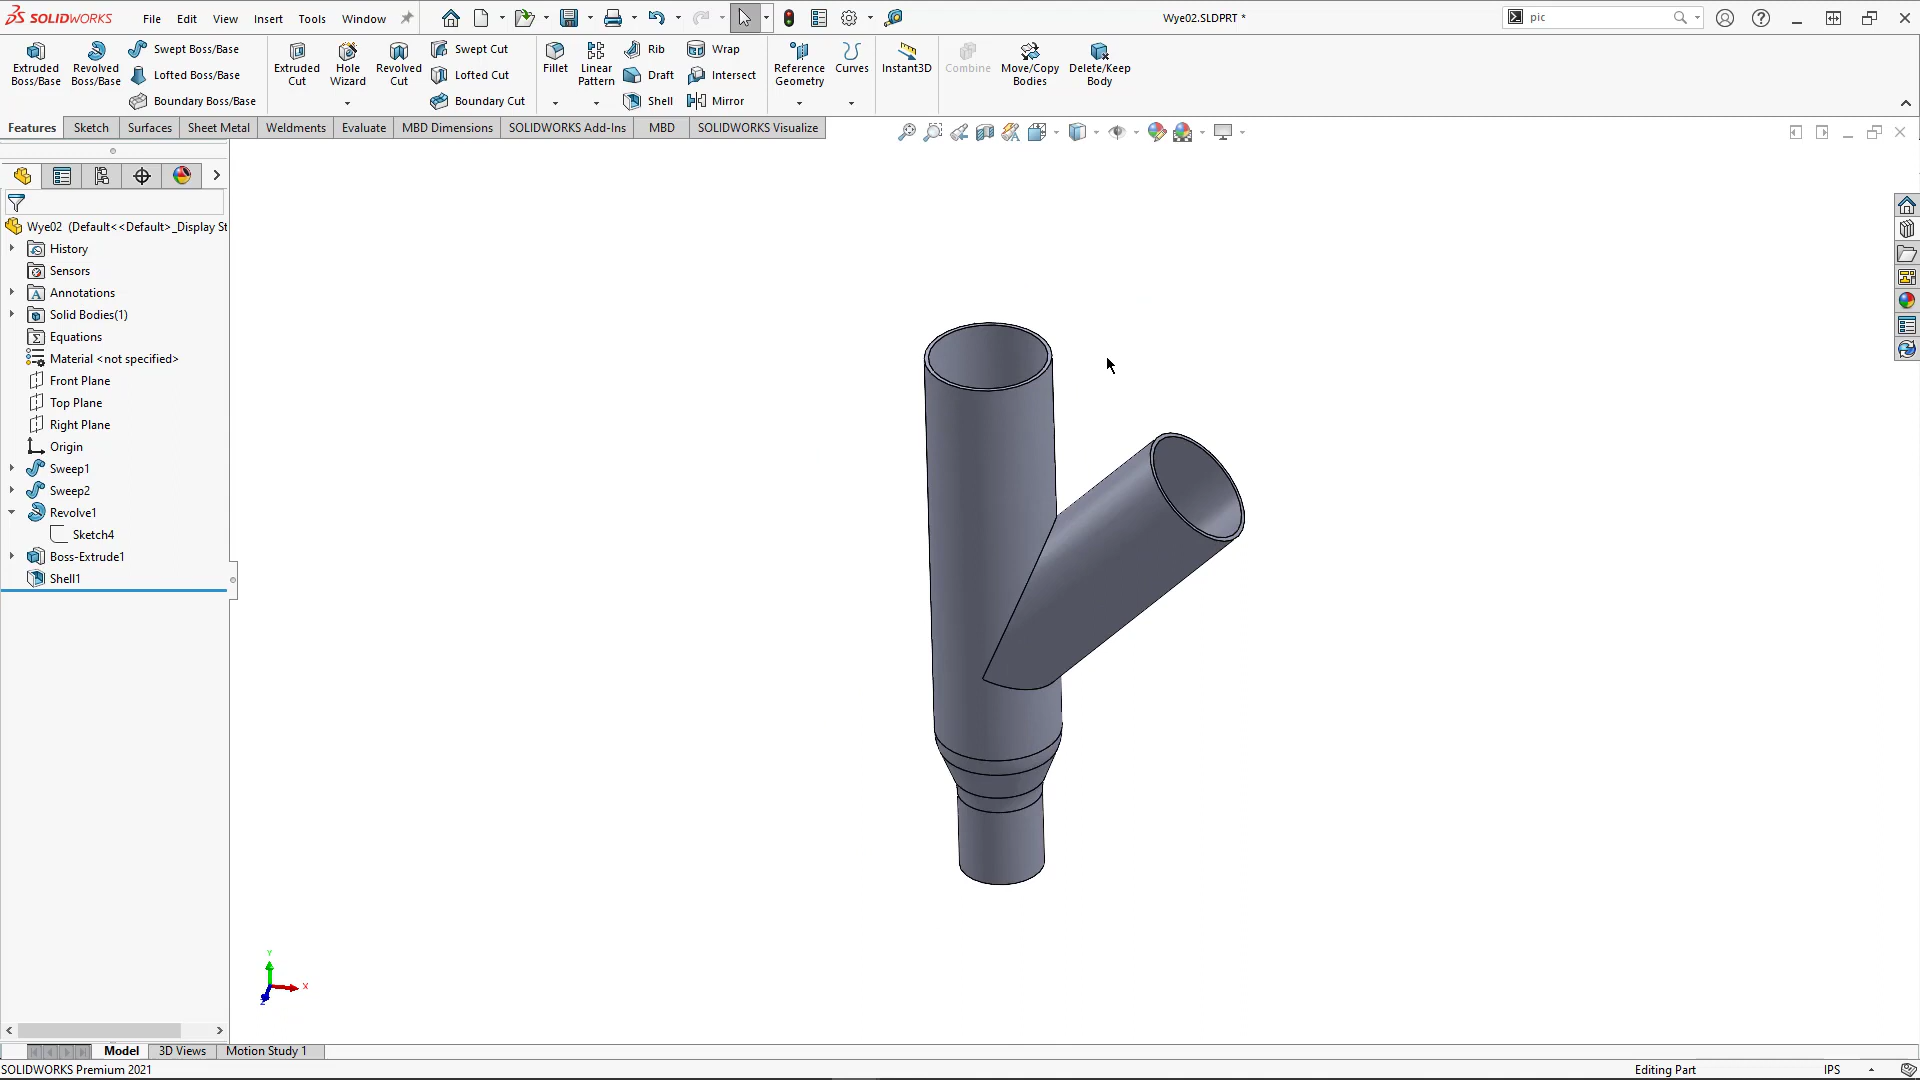 SOLIDWORKS File Edit View Insert Tools Window Wye02.SLDPRT * pic
Extruded Boss/Base
Revolved Boss/Base
Swept Boss/Base
Lofted Boss/Base
Boundary Boss/Base
Extruded Cut
Hole Wizard
Revolved Cut
Swept Cut
Lofted Cut
Boundary Cut
Fillet
Linear Pattern
Rib
Draft
Shell
Wrap
Intersect
Mirror
Reference Geometry
Curves
Instant3D
Combine
Move/Copy Bodies
Delete/Keep Body
Features Sketch Surfaces Sheet Metal Weldments Evaluate MBD Dimensions SOLIDWORKS Add-Ins MBD SOLIDWORKS Visualize
Wye02 (Default<<Default>_Display St
History
Sensors
Annotations
Solid Bodies(1)
Equations
Material <not specified>
Front Plane
Top Plane
Right Plane
Origin
Sweep1
Sweep2
Revolve1
Sketch4
Boss-Extrude1
Shell1
Y
X
Z
Model 3D Views Motion Study 1
SOLIDWORKS Premium 2021 Editing Part IPS